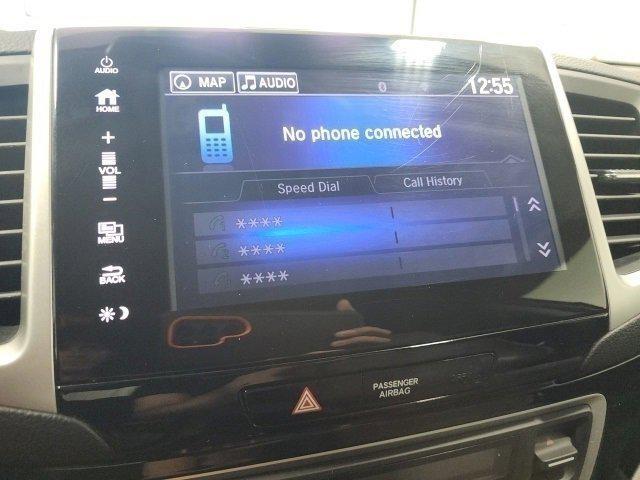 AUDIO
MAP
AUDIO
12:55
HOME
No phone connected
+
VOL
−
Speed Dial
Call History
****
****
****
MENU
BACK
PASSENGER
AIRBAG